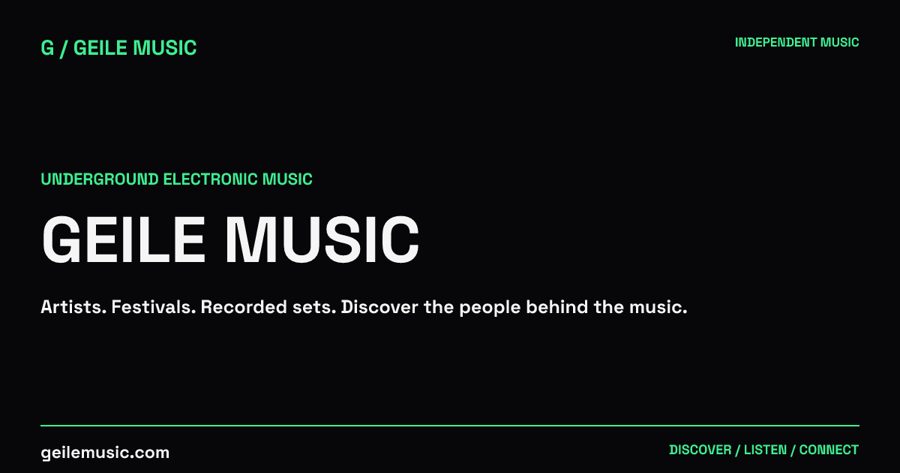 G / GEILE MUSIC
INDEPENDENT MUSIC
UNDERGROUND ELECTRONIC MUSIC
GEILE MUSIC
Artists. Festivals. Recorded sets. Discover the people behind the music.
geilemusic.com
DISCOVER / LISTEN / CONNECT